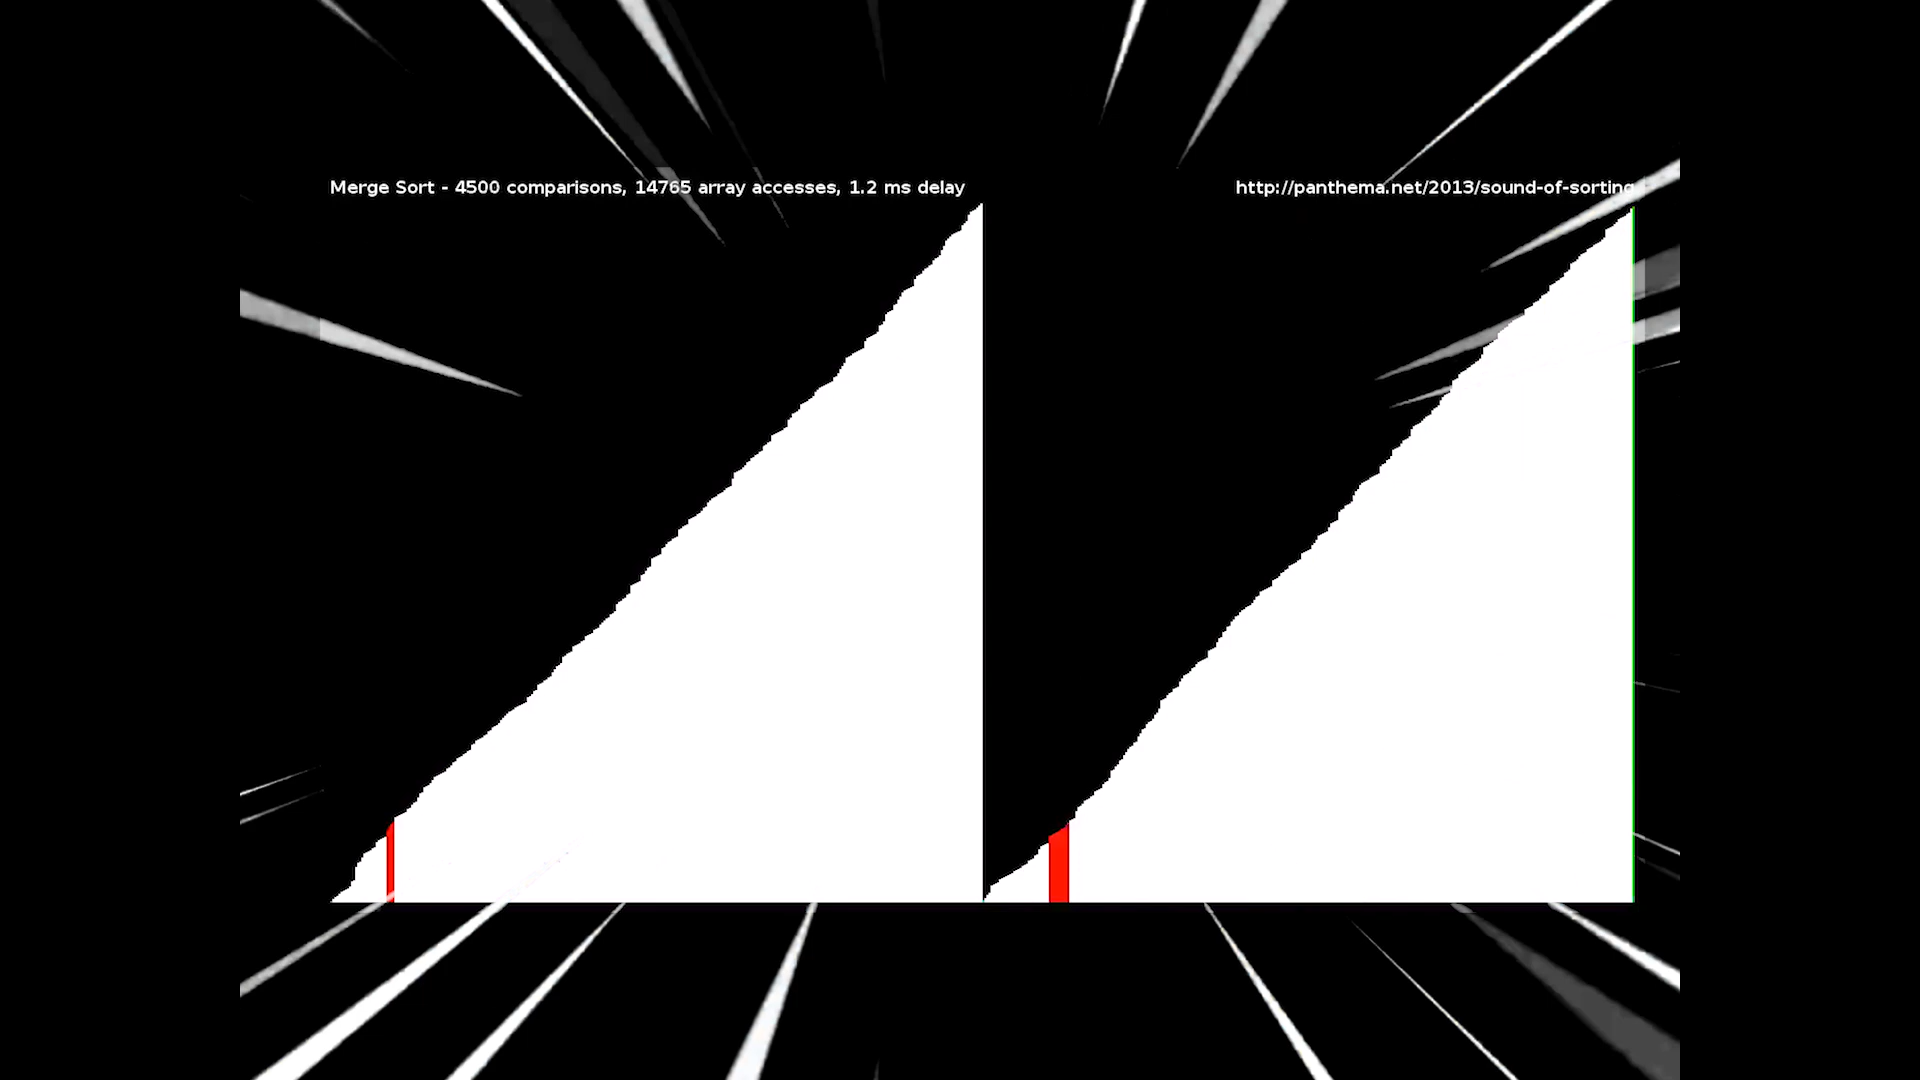 Merge Sort - 4500 comparisons, 14765 array accesses, 1.2 ms delay
http://panthema.net/2013/sound-of-sorting